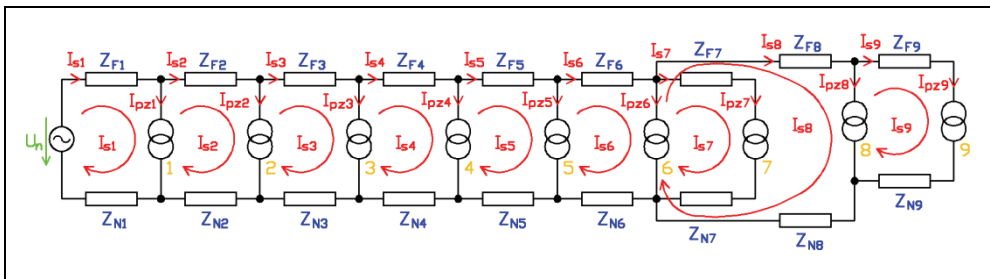 Is1 ZF1 Is2 ZF2 Is3 ZF3 Is4 ZF4 Is5 ZF5 Is6 ZF6 Is7 ZF7 Is8 ZF8 Is9 ZF9
Ipz1 Ipz2 Ipz3 Ipz4 Ipz5 Ipz6 Ipz7 Ipz8 Ipz9
Un Is1 Is2 Is3 Is4 Is5 Is6 Is7 Is8 Is9
1 2 3 4 5 6 7 8 9
ZN1 ZN2 ZN3 ZN4 ZN5 ZN6 ZN7 ZN8 ZN9